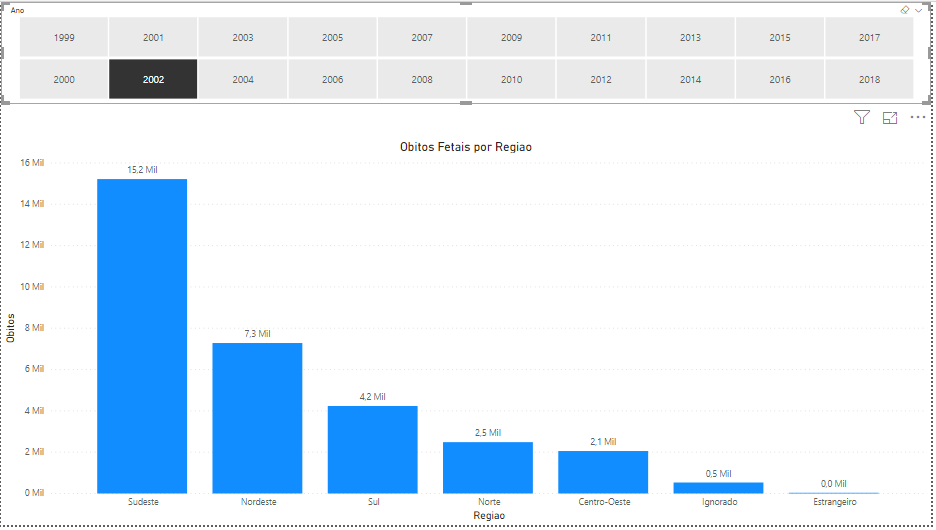 Ano
1999 2001 2003 2005 2007 2009 2011 2013 2015 2017
2000 2002 2004 2006 2008 2010 2012 2014 2016 2018
Obitos Fetais por Regiao
16 Mil
14 Mil
12 Mil
10 Mil
8 Mil
6 Mil
4 Mil
2 Mil
0 Mil
Obitos
15,2 Mil
7,3 Mil
4,2 Mil
2,5 Mil
2,1 Mil
0,5 Mil
0,0 Mil
Sudeste Nordeste Sul Norte Centro-Oeste Ignorado Estrangeiro
Regiao